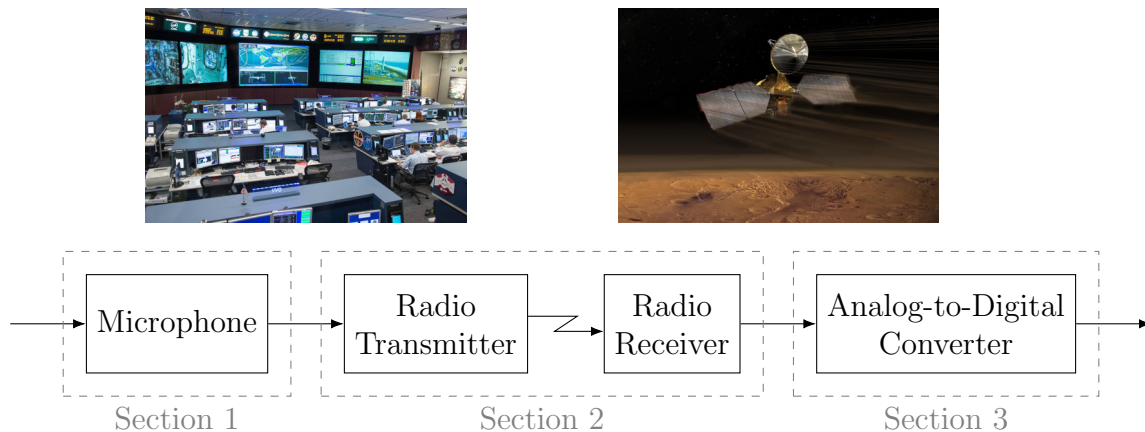 Microphone
Radio
Transmitter
Radio
Receiver
Analog-to-Digital
Converter
Section 1
Section 2
Section 3